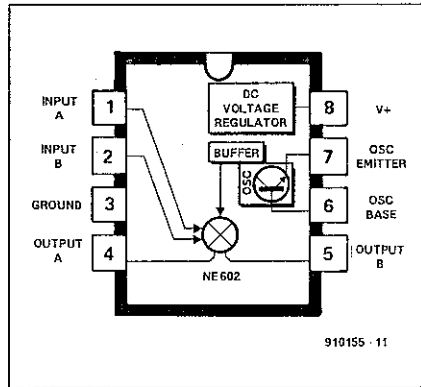 INPUT
A
1
INPUT
B
2
GROUND
3
OUTPUT
A
4
DC
VOLTAGE
REGULATOR
BUFFER
OSC
NE602
8
V+
7
OSC
EMITTER
6
OSC
BASE
5
OUTPUT
B
910155 - 11